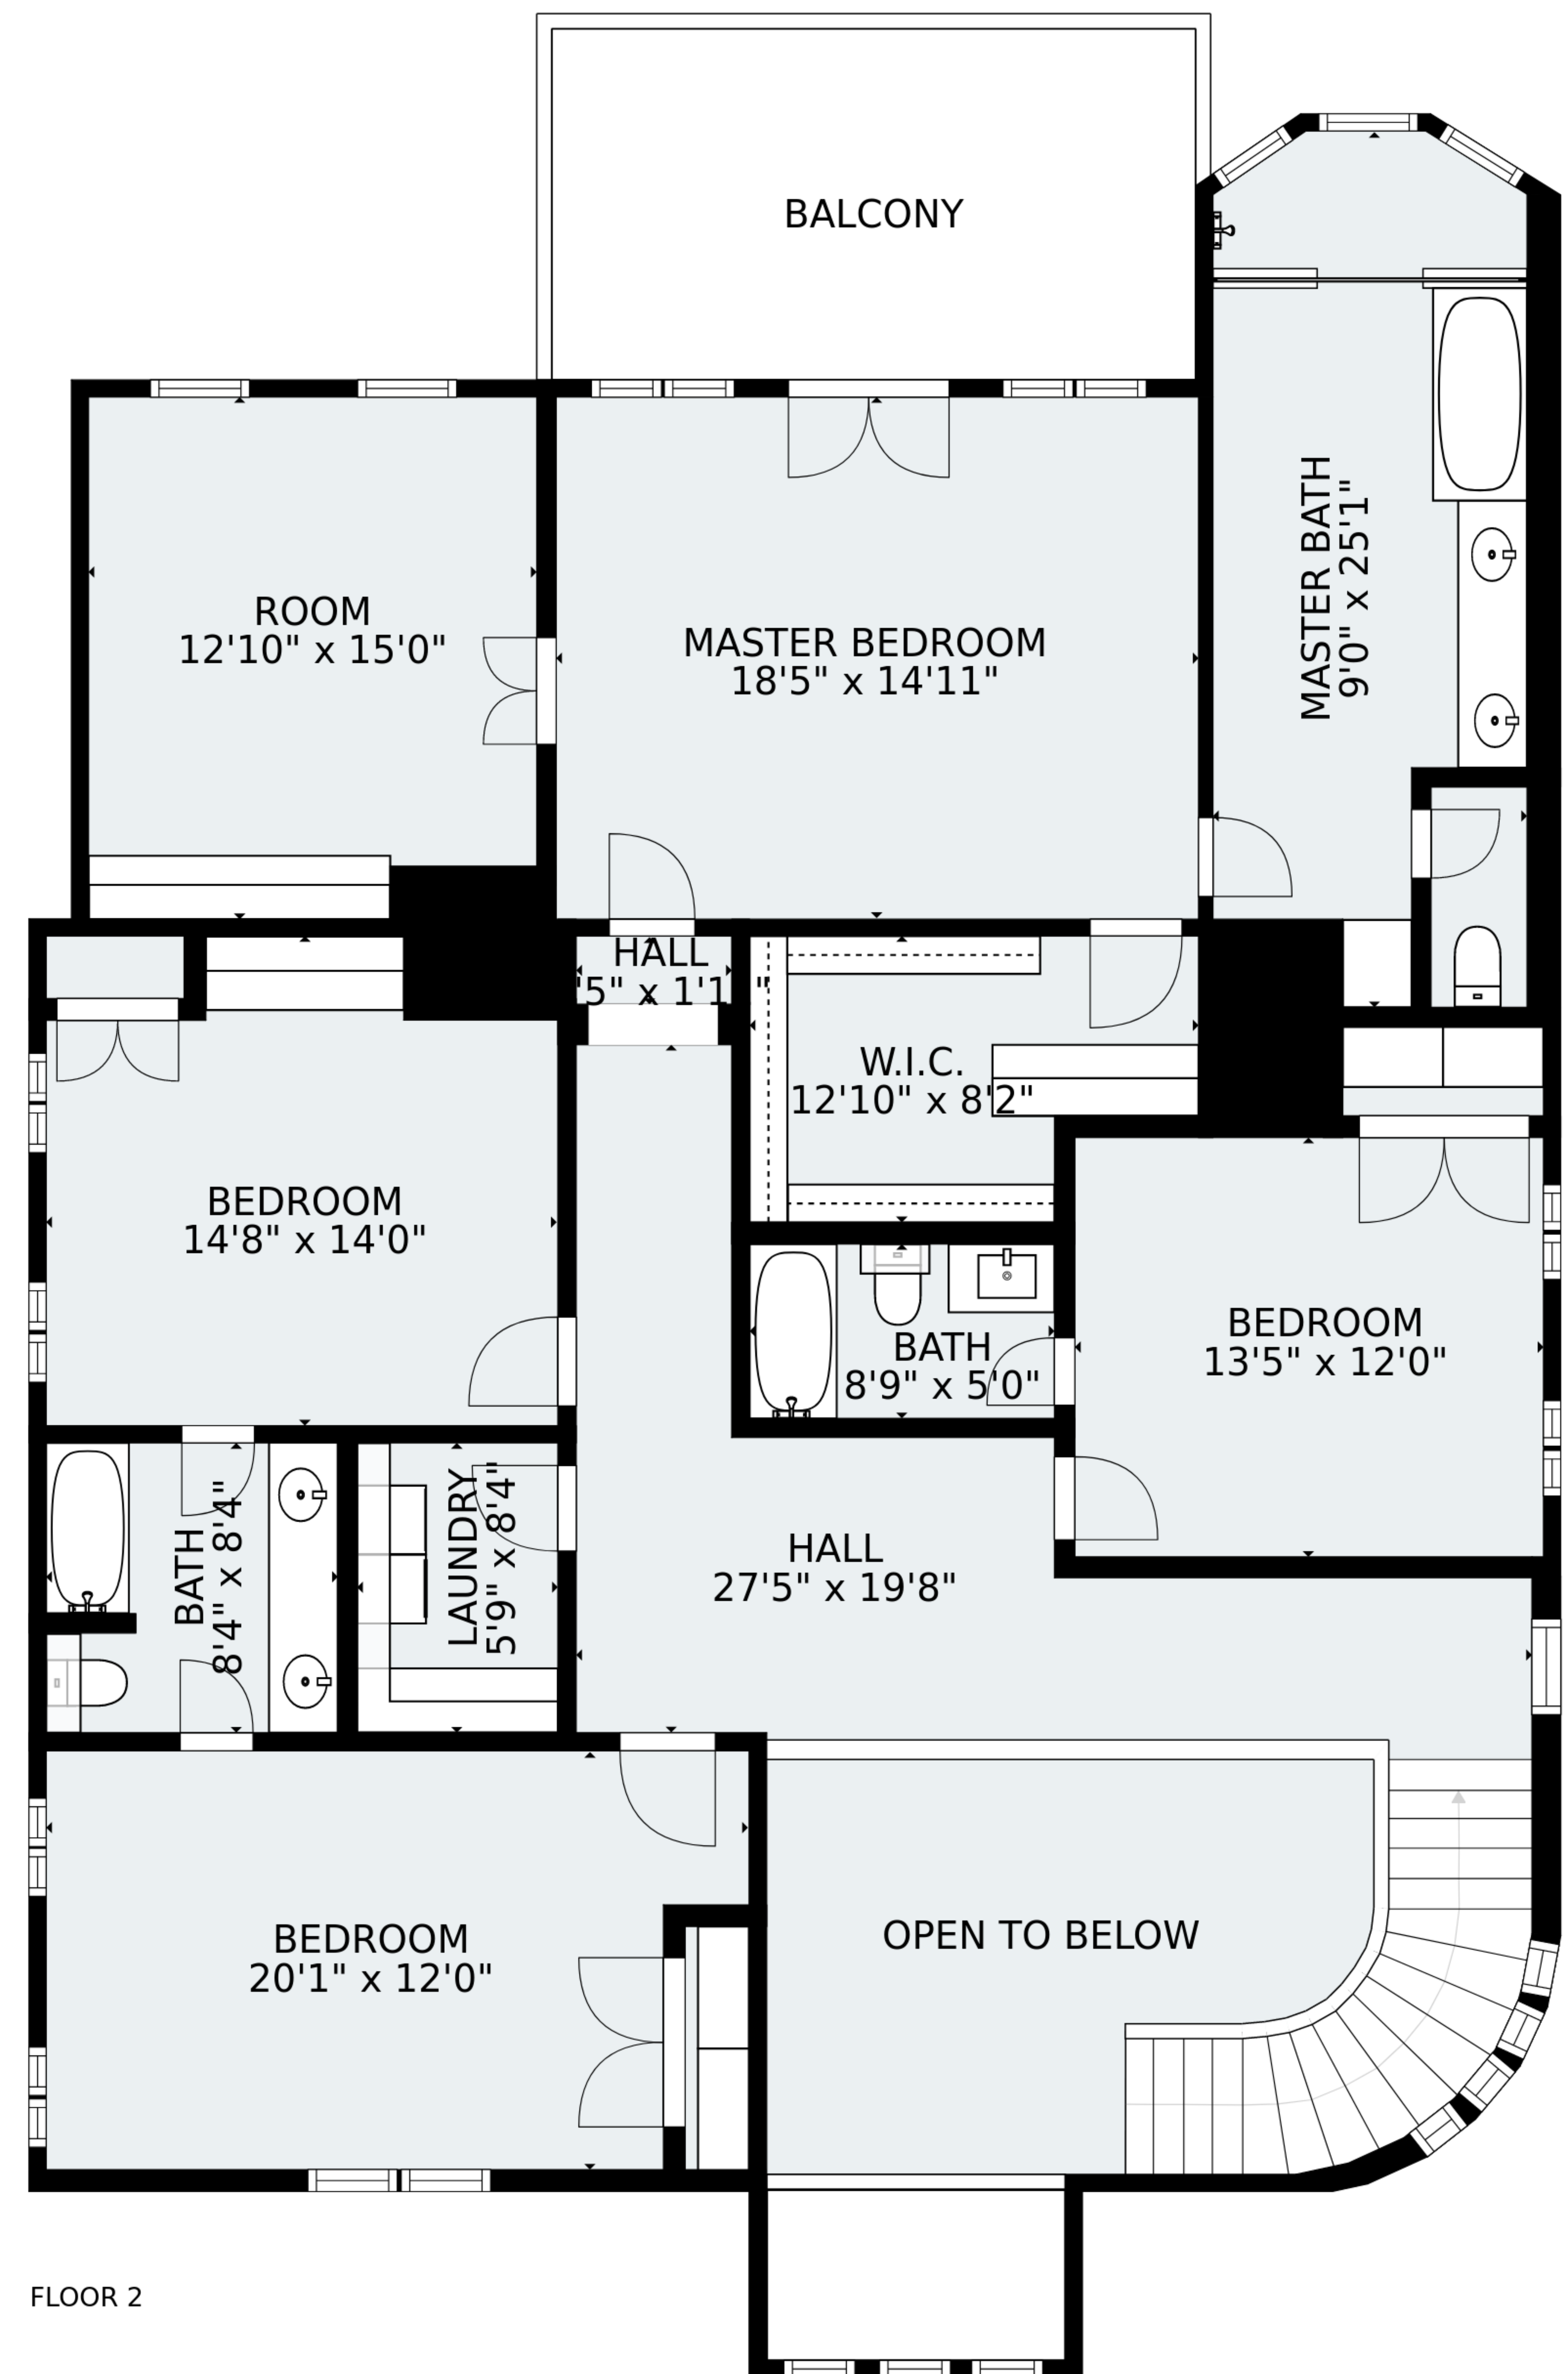 BALCONY
MASTER BATH
9'0" x 25'1"
ROOM
12'10" x 15'0"
MASTER BEDROOM
18'5" x 14'11"
HALL
'5" x 1'1 "
W.I.C.
12'10" x 8'2"
BEDROOM
14'8" x 14'0"
BEDROOM
13'5" x 12'0"
BATH
8'9" x 5'0"
BATH
8'4" x 8'4"
LAUNDRY
5'9" x 8'4"
HALL
27'5" x 19'8"
BEDROOM
20'1" x 12'0"
OPEN TO BELOW
FLOOR 2